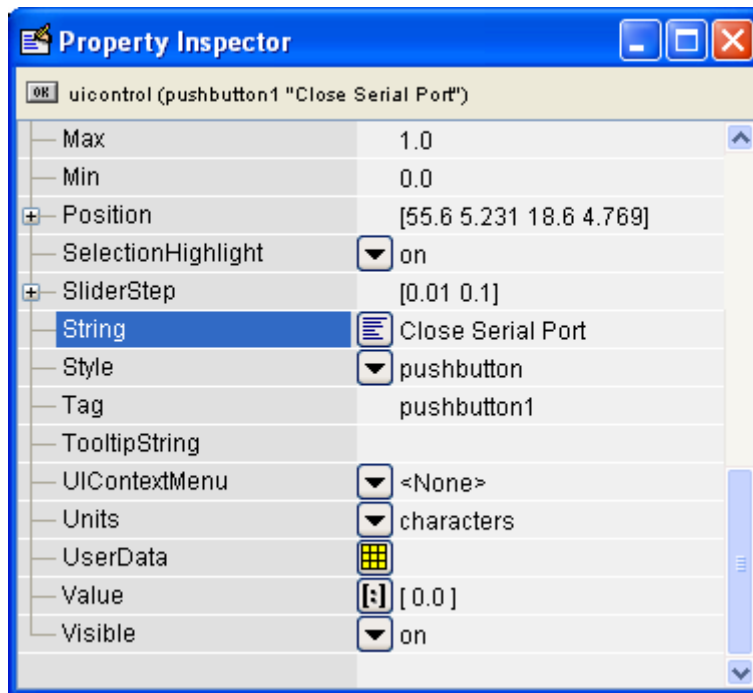 Property Inspector
OK uicontrol (pushbutton1 "Close Serial Port")
Max 1.0
Min 0.0
Position [55.6 5.231 18.6 4.769]
SelectionHighlight on
SliderStep [0.01 0.1]
String Close Serial Port
Style pushbutton
Tag pushbutton1
TooltipString
UIContextMenu <None>
Units characters
UserData
Value [:] [ 0.0 ]
Visible on